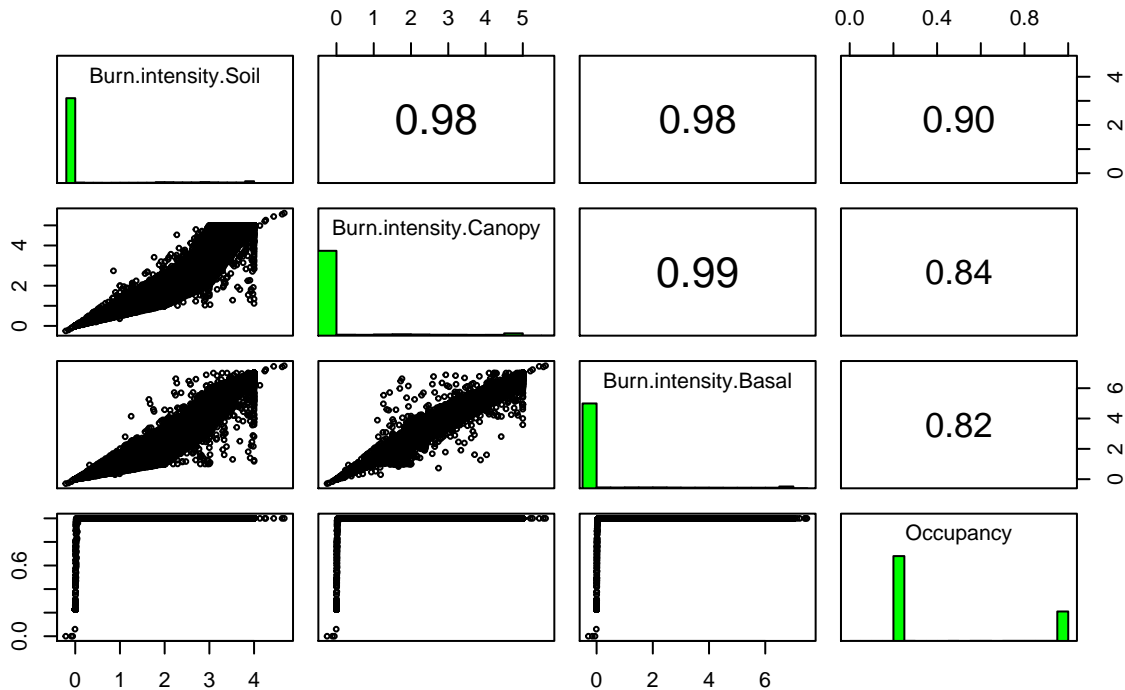 0 1 2 3 4 5
0.0 0.4 0.8
Burn.intensity.Soil
0.98
0.98
0.90
0 2 4
0 2 4
Burn.intensity.Canopy
0.99
0.84
Burn.intensity.Basal
0.82
0 2 4 6
0.0 0.6
Occupancy
0 1 2 3 4
0 2 4 6